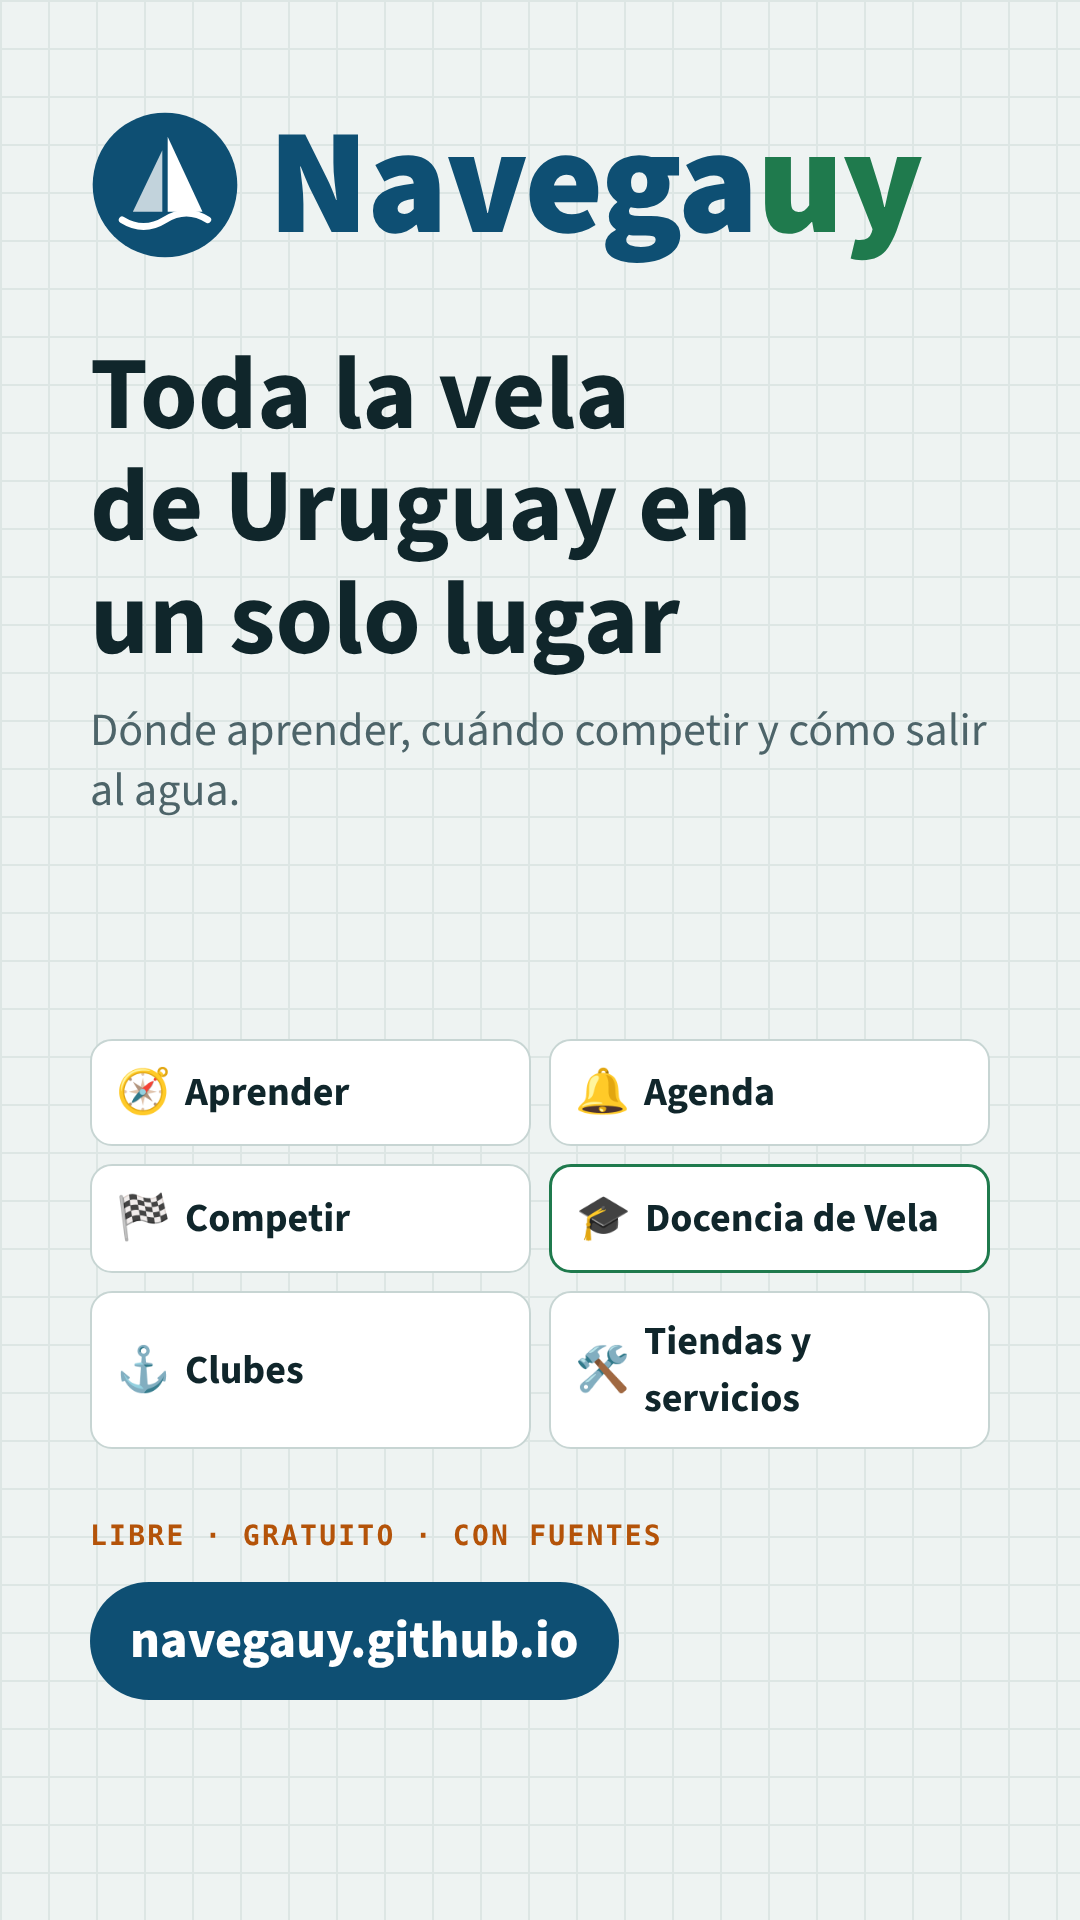 Navegauy
Toda la vela
de Uruguay en
un solo lugar
Dónde aprender, cuándo competir y cómo salir
al agua.
Aprender
Agenda
Competir
Docencia de Vela
Clubes
Tiendas y
servicios
LIBRE · GRATUITO · CON FUENTES
navegauy.github.io